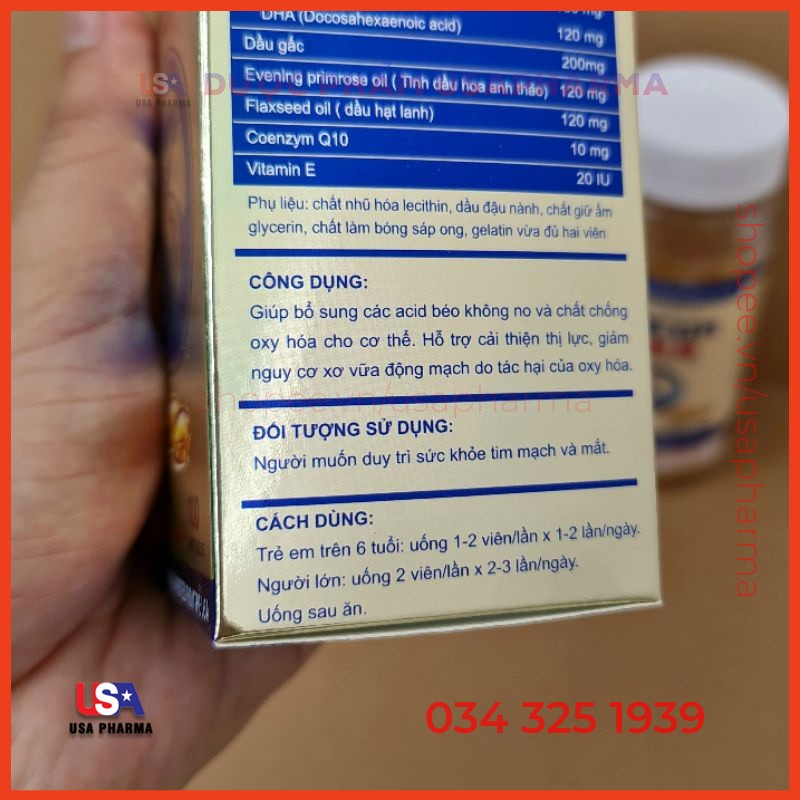 DHA (Docosahexaenoic acid) 120 mg
Dầu gấc 200mg
Evening primrose oil ( Tinh dầu hoa anh thảo) 120 mg
Flaxseed oil ( dầu hạt lanh) 120 mg
Coenzym Q10 10 mg
Vitamin E 20 IU
Phụ liệu: chất nhũ hóa lecithin, dầu đậu nành, chất giữ ẩm
glycerin, chất làm bóng sáp ong, gelatin vừa đủ hai viên
CÔNG DỤNG:
Giúp bổ sung các acid béo không no và chất chống
oxy hóa cho cơ thể. Hỗ trợ cải thiện thị lực, giảm
nguy cơ xơ vữa động mạch do tác hại của oxy hóa.
ĐỐI TƯỢNG SỬ DỤNG:
Người muốn duy trì sức khỏe tim mạch và mắt.
CÁCH DÙNG:
Trẻ em trên 6 tuổi: uống 1-2 viên/lần x 1-2 lần/ngày.
Người lớn: uống 2 viên/lần x 2-3 lần/ngày.
Uống sau ăn.
USA PHARMA
shopee.vn/usapharma
shopee.vn/usapharma
USA
USA PHARMA
034 325 1939